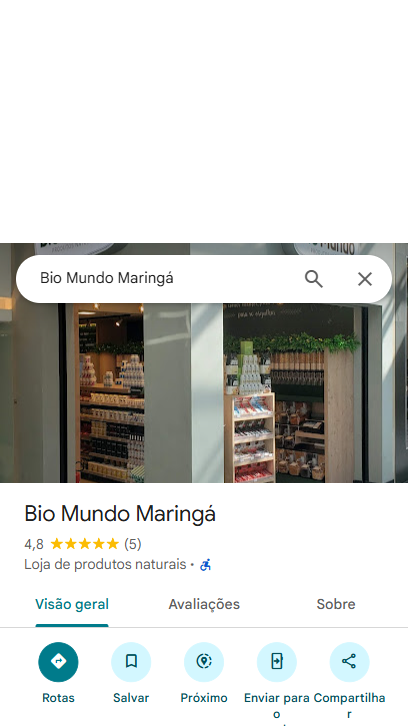 Bio Mundo Maringá
Bio Mundo Maringá
4,8 (5)
Loja de produtos naturais ·
Visão geral
Avaliações
Sobre
Rotas
Salvar
Próximo
Enviar para
o
Compartilha
r